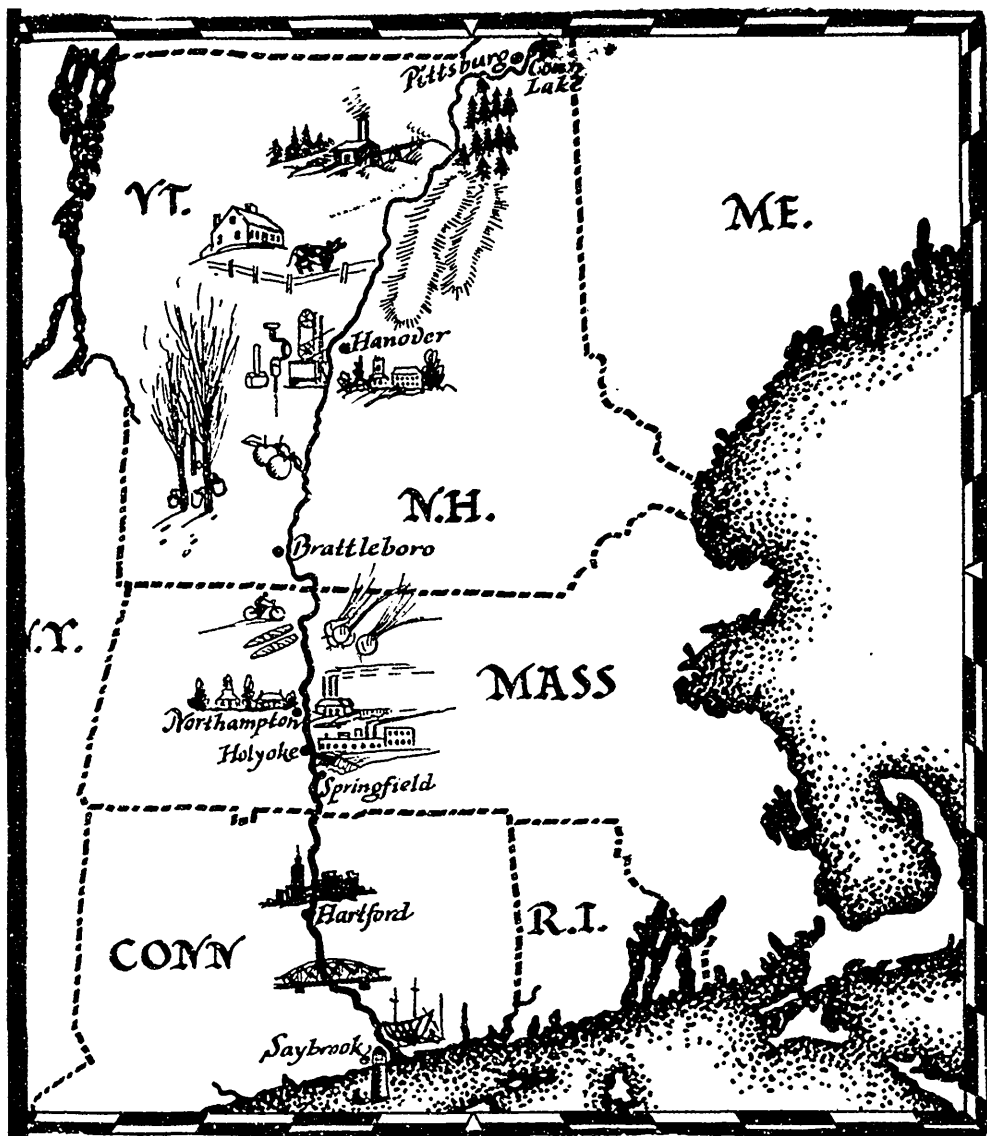 Pittsburg
Conn
Lake
VT.
ME.
Hanover
N.H.
Brattleboro
N.Y.
MASS
Northampton
Holyoke
Springfield
Hartford
R.I.
CONN
Saybrook